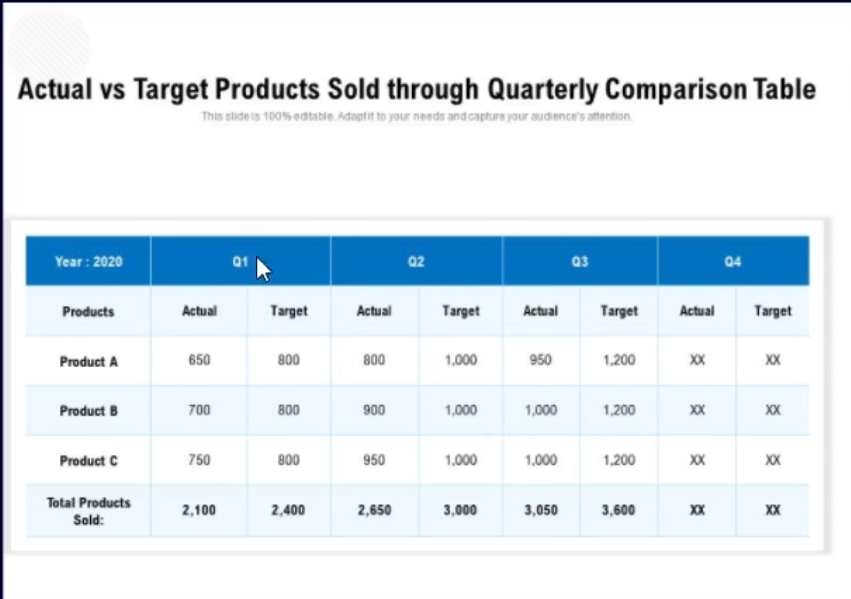 Actual vs Target Products Sold through Quarterly Comparison Table
This slide is 100% editable. Adapt it to your needs and capture your audience's attention.
Year : 2020 Q1 Q2 Q3 Q4
Products Actual Target Actual Target Actual Target Actual Target
Product A 650 800 800 1,000 950 1,200 XX XX
Product B 700 800 900 1,000 1,000 1,200 XX XX
Product C 750 800 950 1,000 1,000 1,200 XX XX
Total Products
Sold: 2,100 2,400 2,650 3,000 3,050 3,600 XX XX